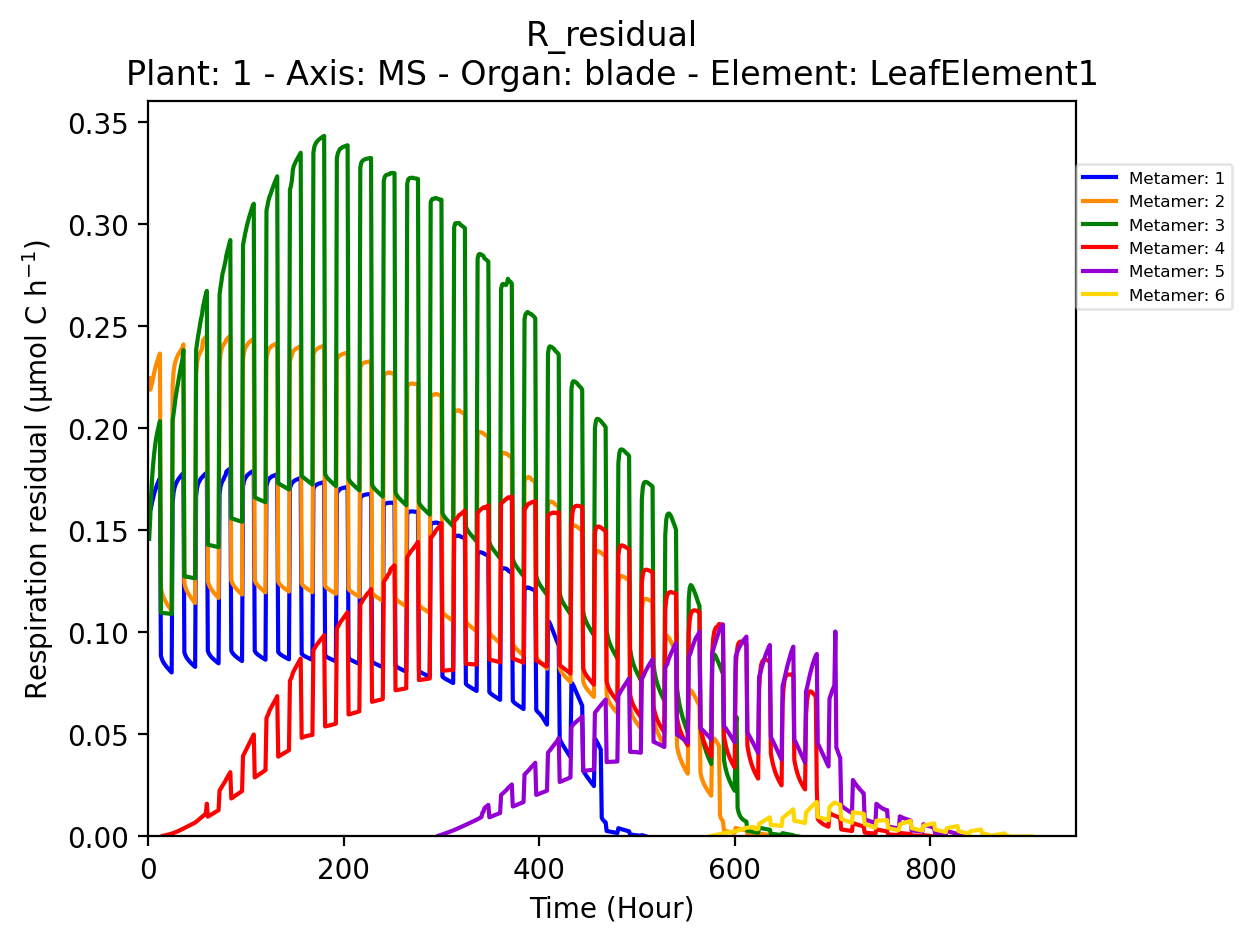 R_residual
Plant: 1 - Axis: MS - Organ: blade - Element: LeafElement1
Respiration residual (µmol C h⁻¹)
0.35
0.30
0.25
0.20
0.15
0.10
0.05
0.00
0
200
400
600
800
Time (Hour)
Metamer: 1
Metamer: 2
Metamer: 3
Metamer: 4
Metamer: 5
Metamer: 6